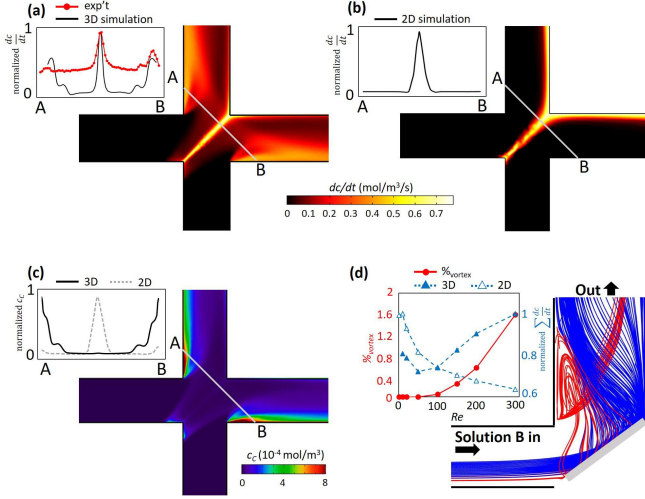 (a)
exp't
3D simulation
normalized dc/dt
1
0
A
B
A
B
(b)
2D simulation
normalized dc/dt
1
0
A
B
A
B
dc/dt (mol/m³/s)
0 0.1 0.2 0.3 0.4 0.5 0.6 0.7
(c)
3D 2D
normalized c_C
1
0
A
B
A
B
c_C (10⁻⁴ mol/m³)
0 4 8
(d)
%vortex
3D 2D
%vortex
2
1.6
1.2
0.8
0.4
0
0 100 200 300
Re
normalized ∑ dc/dt
1
0.8
0.6
Out
Solution B in